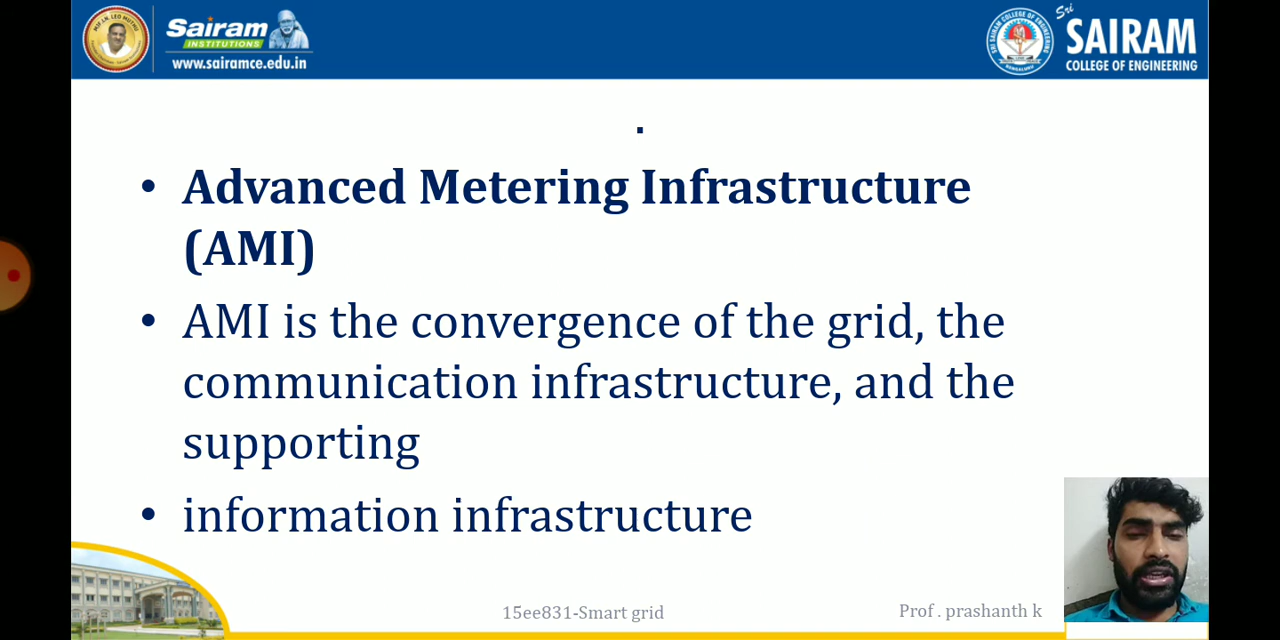 Sairam
INSTITUTIONS
www.sairamce.edu.in
Sri
SAIRAM
COLLEGE OF ENGINEERING
.
• Advanced Metering Infrastructure
(AMI)
• AMI is the convergence of the grid, the
communication infrastructure, and the
supporting
• information infrastructure
15ee831-Smart grid
Prof . prashanth k